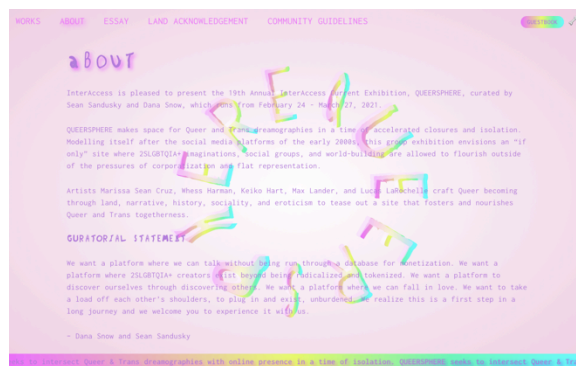 WORKS ABOUT ESSAY LAND ACKNOWLEDGEMENT COMMUNITY GUIDELINES GUESTBOOK
aBOUT
InterAccess is pleased to present the 19th Annual InterAccess Current Exhibition, QUEERSPHERE, curated by
Sean Sandusky and Dana Snow, which runs from February 24 - March 27, 2021.
QUEERSPHERE makes space for Queer and Trans dreamographies in a time of accelerated closures and isolation.
Modelling itself after the social media platforms of the early 2000s, this group exhibition envisions an “if
only” site where 2SLGBTQIA+ imaginations, social groups, and world-building are allowed to flourish outside
of the pressures of corporatization and flat representation.
Artists Marissa Sean Cruz, Whess Harman, Keiko Hart, Max Lander, and Lucas LaRochelle craft Queer becoming
through land, narrative, history, sociality, and eroticism to tease out a site that fosters and nourishes
Queer and Trans togetherness.
CURATORIAL STATEMENT
We want a platform where we can talk without being run through a database for monetization. We want a
platform where 2SLGBTQIA+ creators exist beyond being radicalized and tokenized. We want a platform to
discover ourselves through discovering others. We want a platform where we can fall in love. We want to take
a load off each other's shoulders, to plug in and exist, unburdened. We realize this is a first step in a
long journey and we welcome you to experience it with us.
~ Dana Snow and Sean Sandusky
to intersect Queer & Trans dreamographies with online presence in a time of isolation. QUEERSPHERE seeks to intersect Queer & Tra
QUEERSPHERE